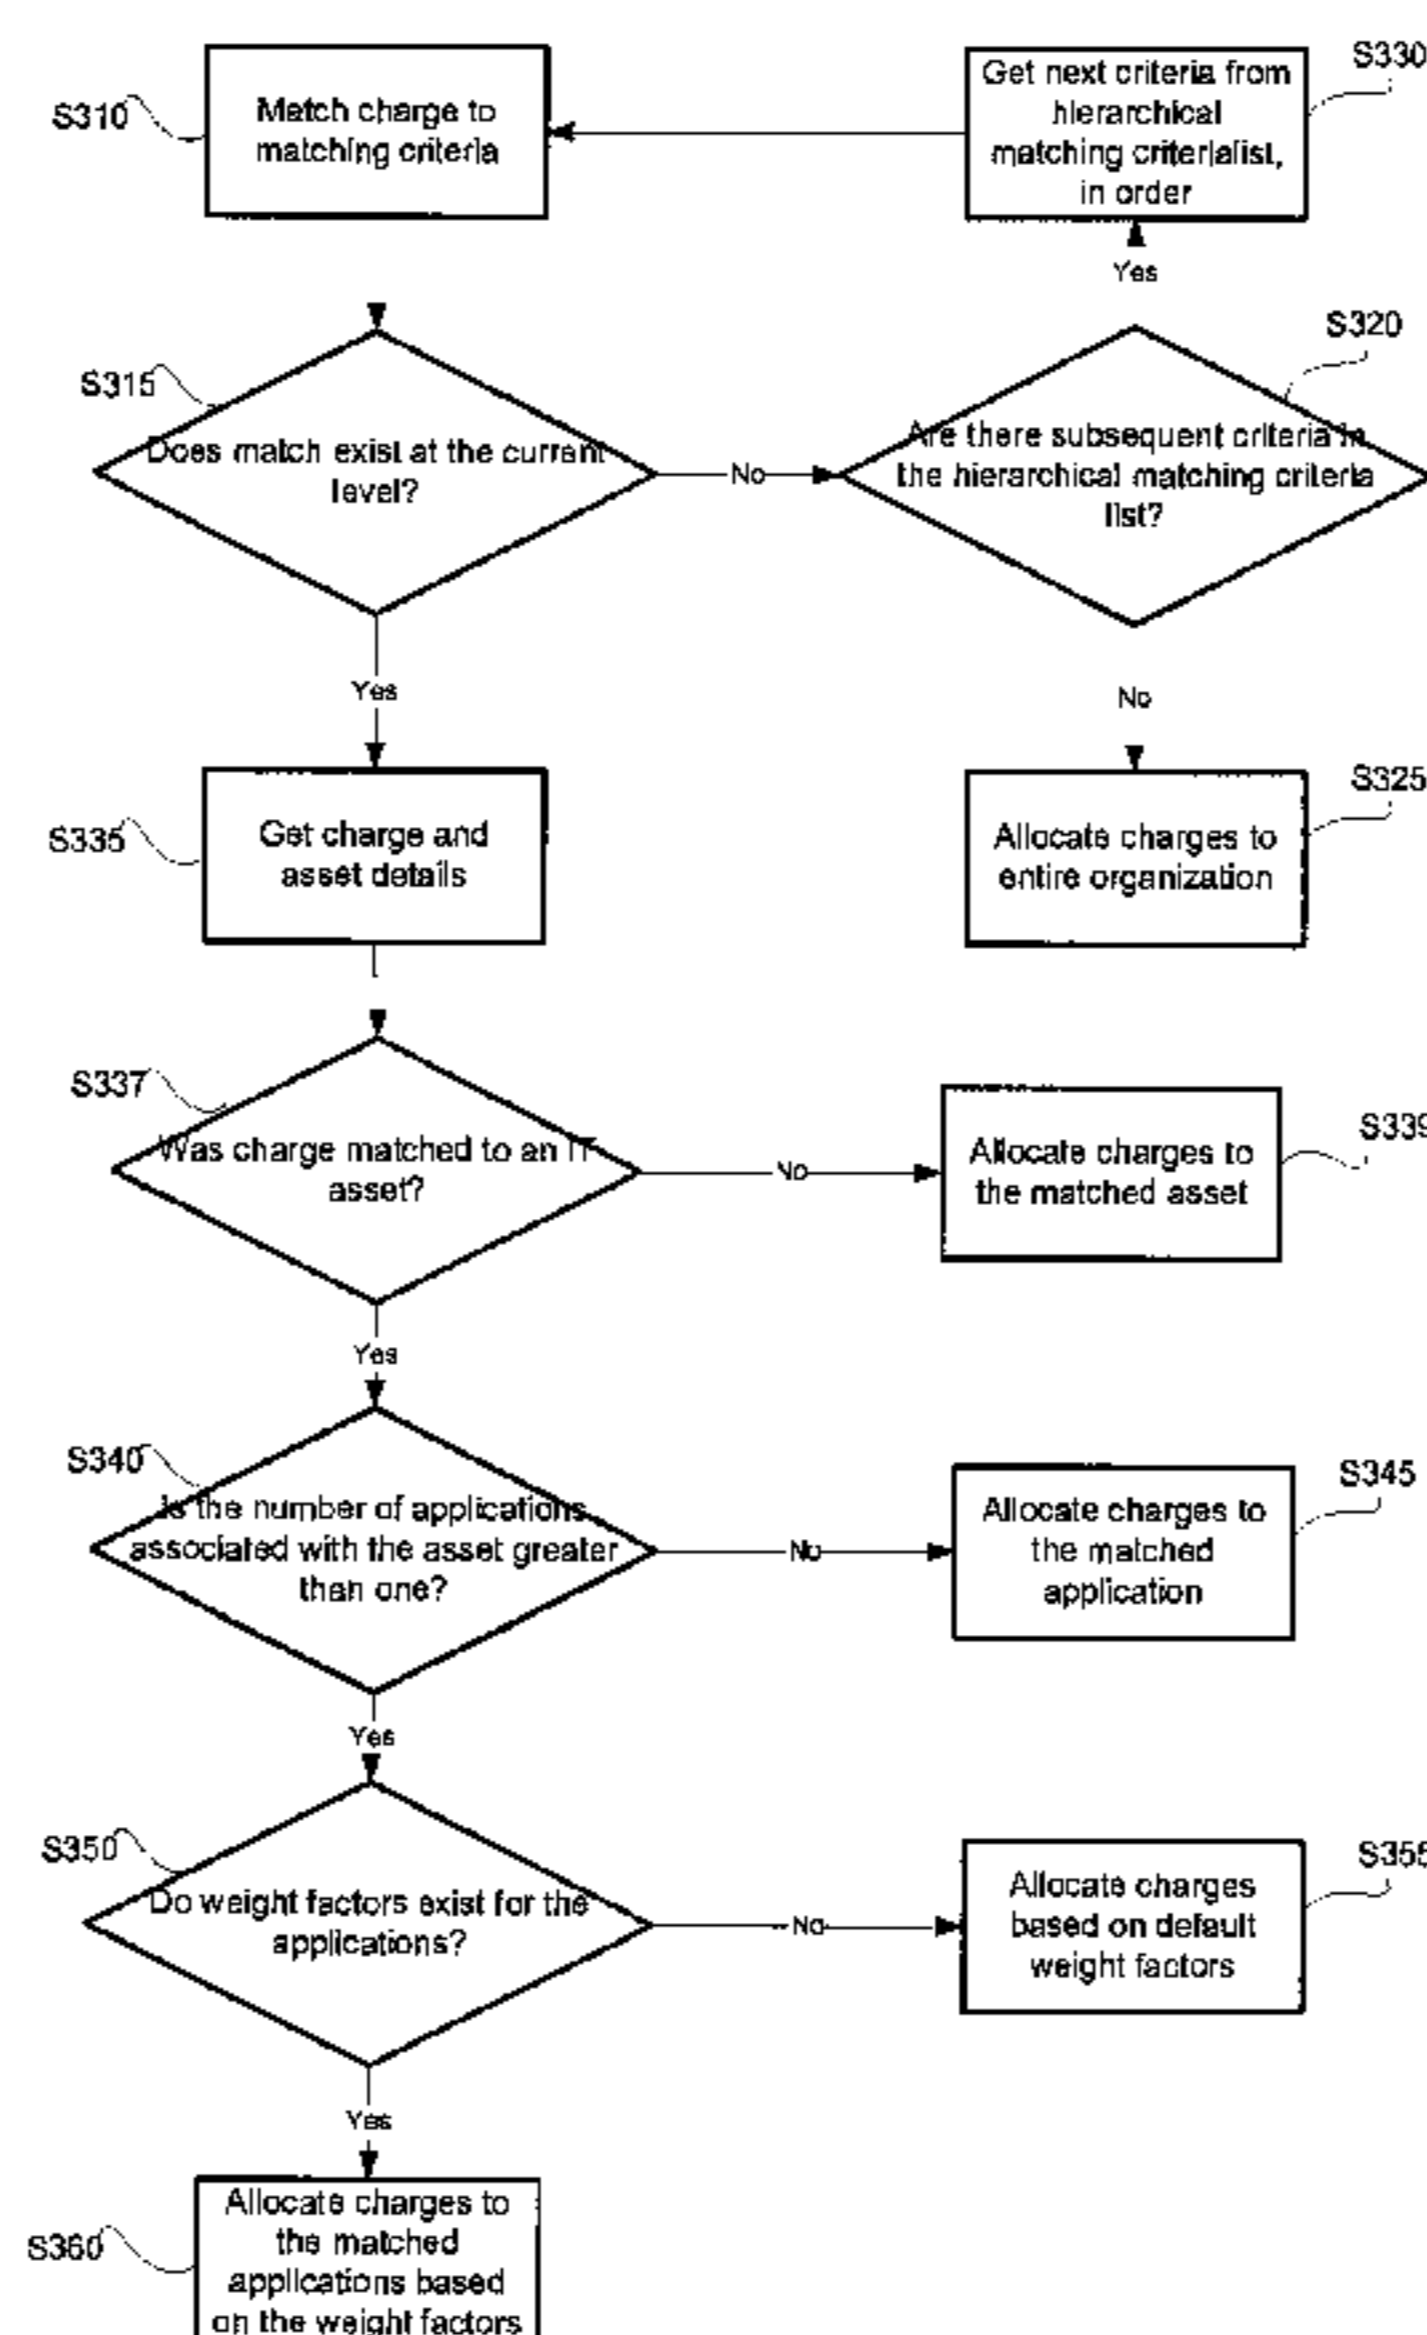 S310
Match charge to
matching criteria
Get next criteria from
hierarchical
matching criterialist,
in order
S330
Yes
S315
Does match exist at the current
level?
No
S320
Are there subsequent criteria in
the hierarchical matching criteria
list?
Yes
No
S335
Get charge and
asset details
Allocate charges to
entire organization
S325
S337
Was charge matched to an IT
asset?
No
Allocate charges to
the matched asset
S339
Yes
S340
Is the number of applications
associated with the asset greater
than one?
No
Allocate charges to
the matched
application
S345
Yes
S350
Do weight factors exist for the
applications?
No
Allocate charges
based on default
weight factors
S355
Yes
S360
Allocate charges to
the matched
applications based
on the weight factors